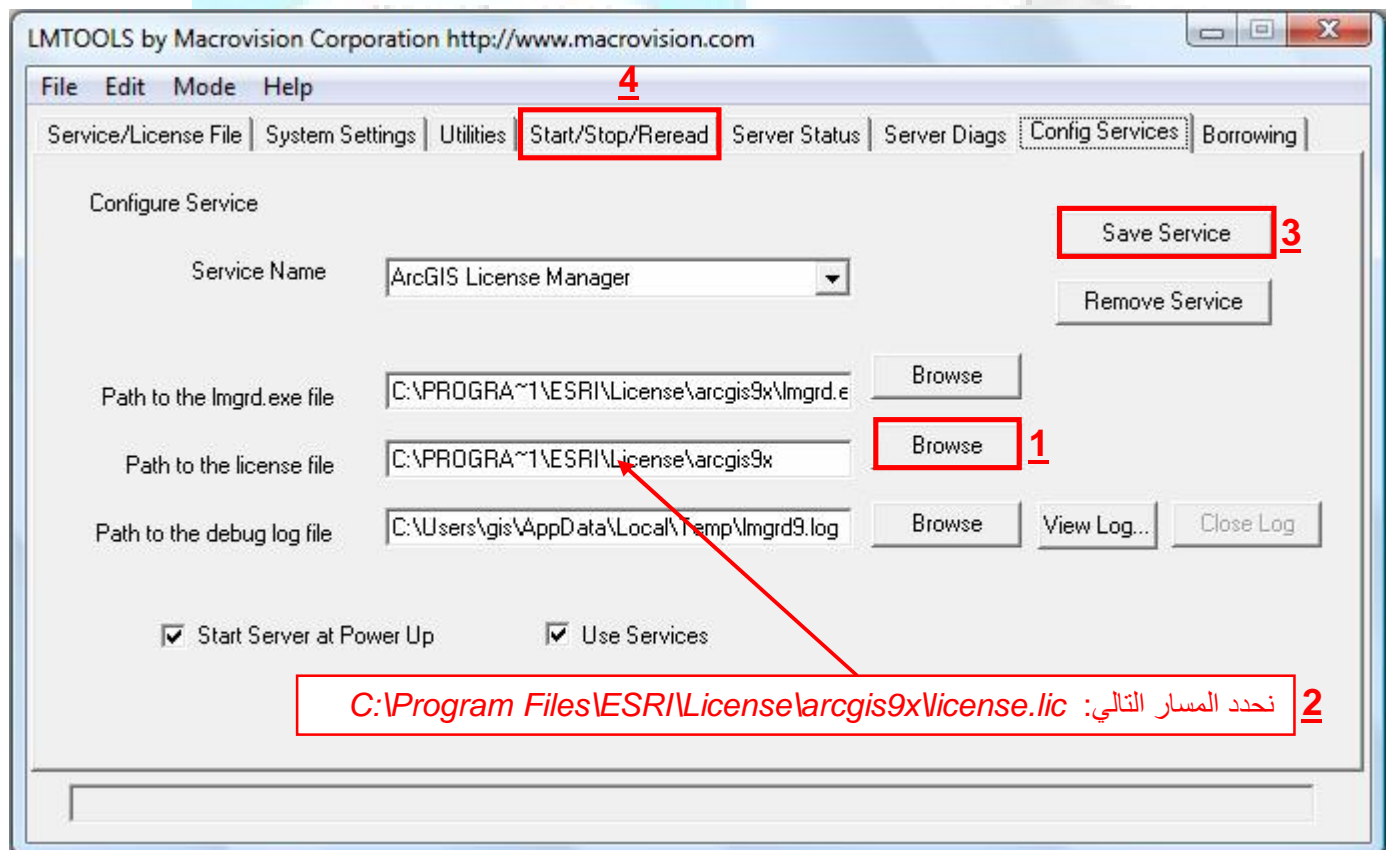 LMTOOLS by Macrovision Corporation http://www.macrovision.com
File Edit Mode Help
4
Service/License File System Settings Utilities Start/Stop/Reread Server Status Server Diags Config Services Borrowing
Configure Service
Save Service 3
Service Name ArcGIS License Manager
Remove Service
Path to the lmgrd.exe file C:\PROGRA~1\ESRI\License\arcgis9x\lmgrd.e Browse
Path to the license file C:\PROGRA~1\ESRI\License\arcgis9x Browse 1
Path to the debug log file C:\Users\gis\AppData\Local\Temp\lmgrd9.log Browse View Log... Close Log
Start Server at Power Up Use Services
نحدد المسار التالي: C:\Program Files\ESRI\License\arcgis9x\license.lic 2